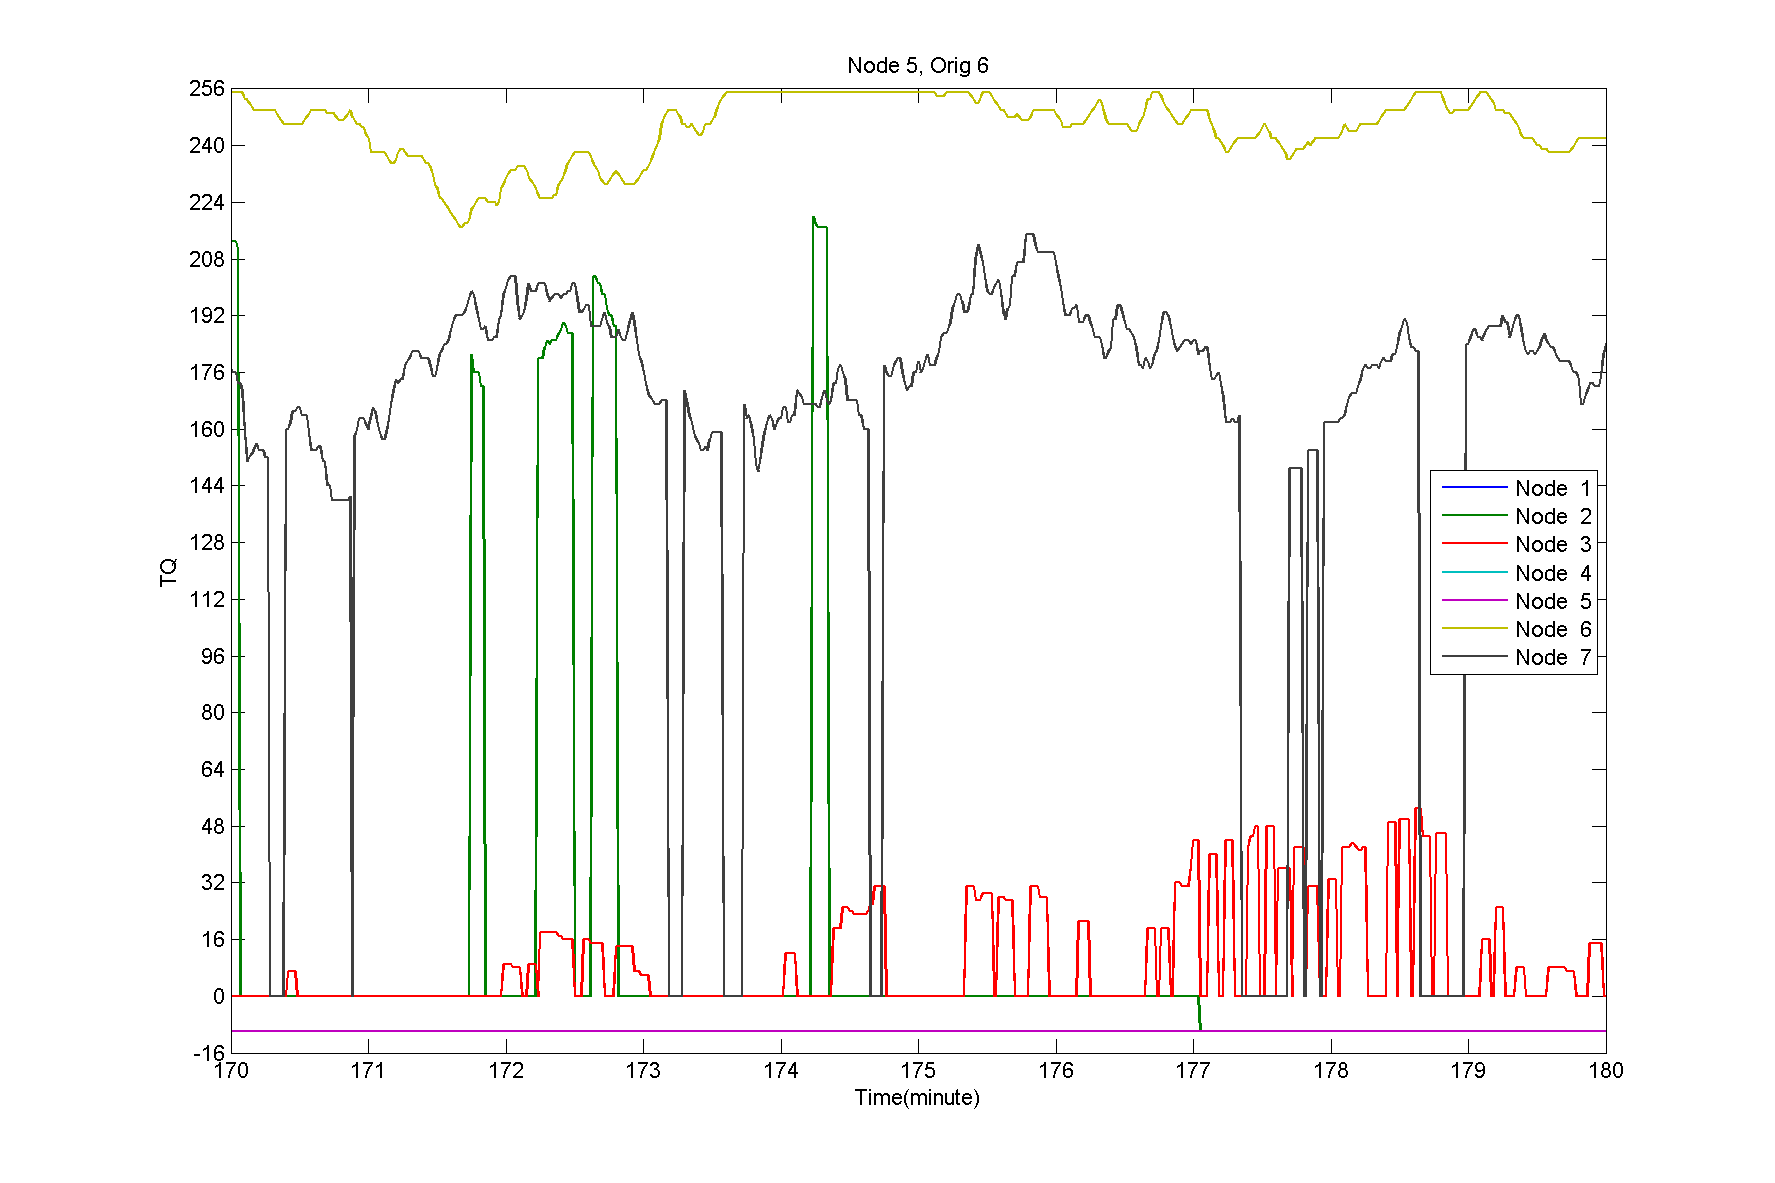 Node 5, Orig 6
256
240
224
208
192
176
160
144
128
112
96
80
64
48
32
16
0
-16
TQ
170 171 172 173 174 175 176 177 178 179 180
Time(minute)
Node 1
Node 2
Node 3
Node 4
Node 5
Node 6
Node 7